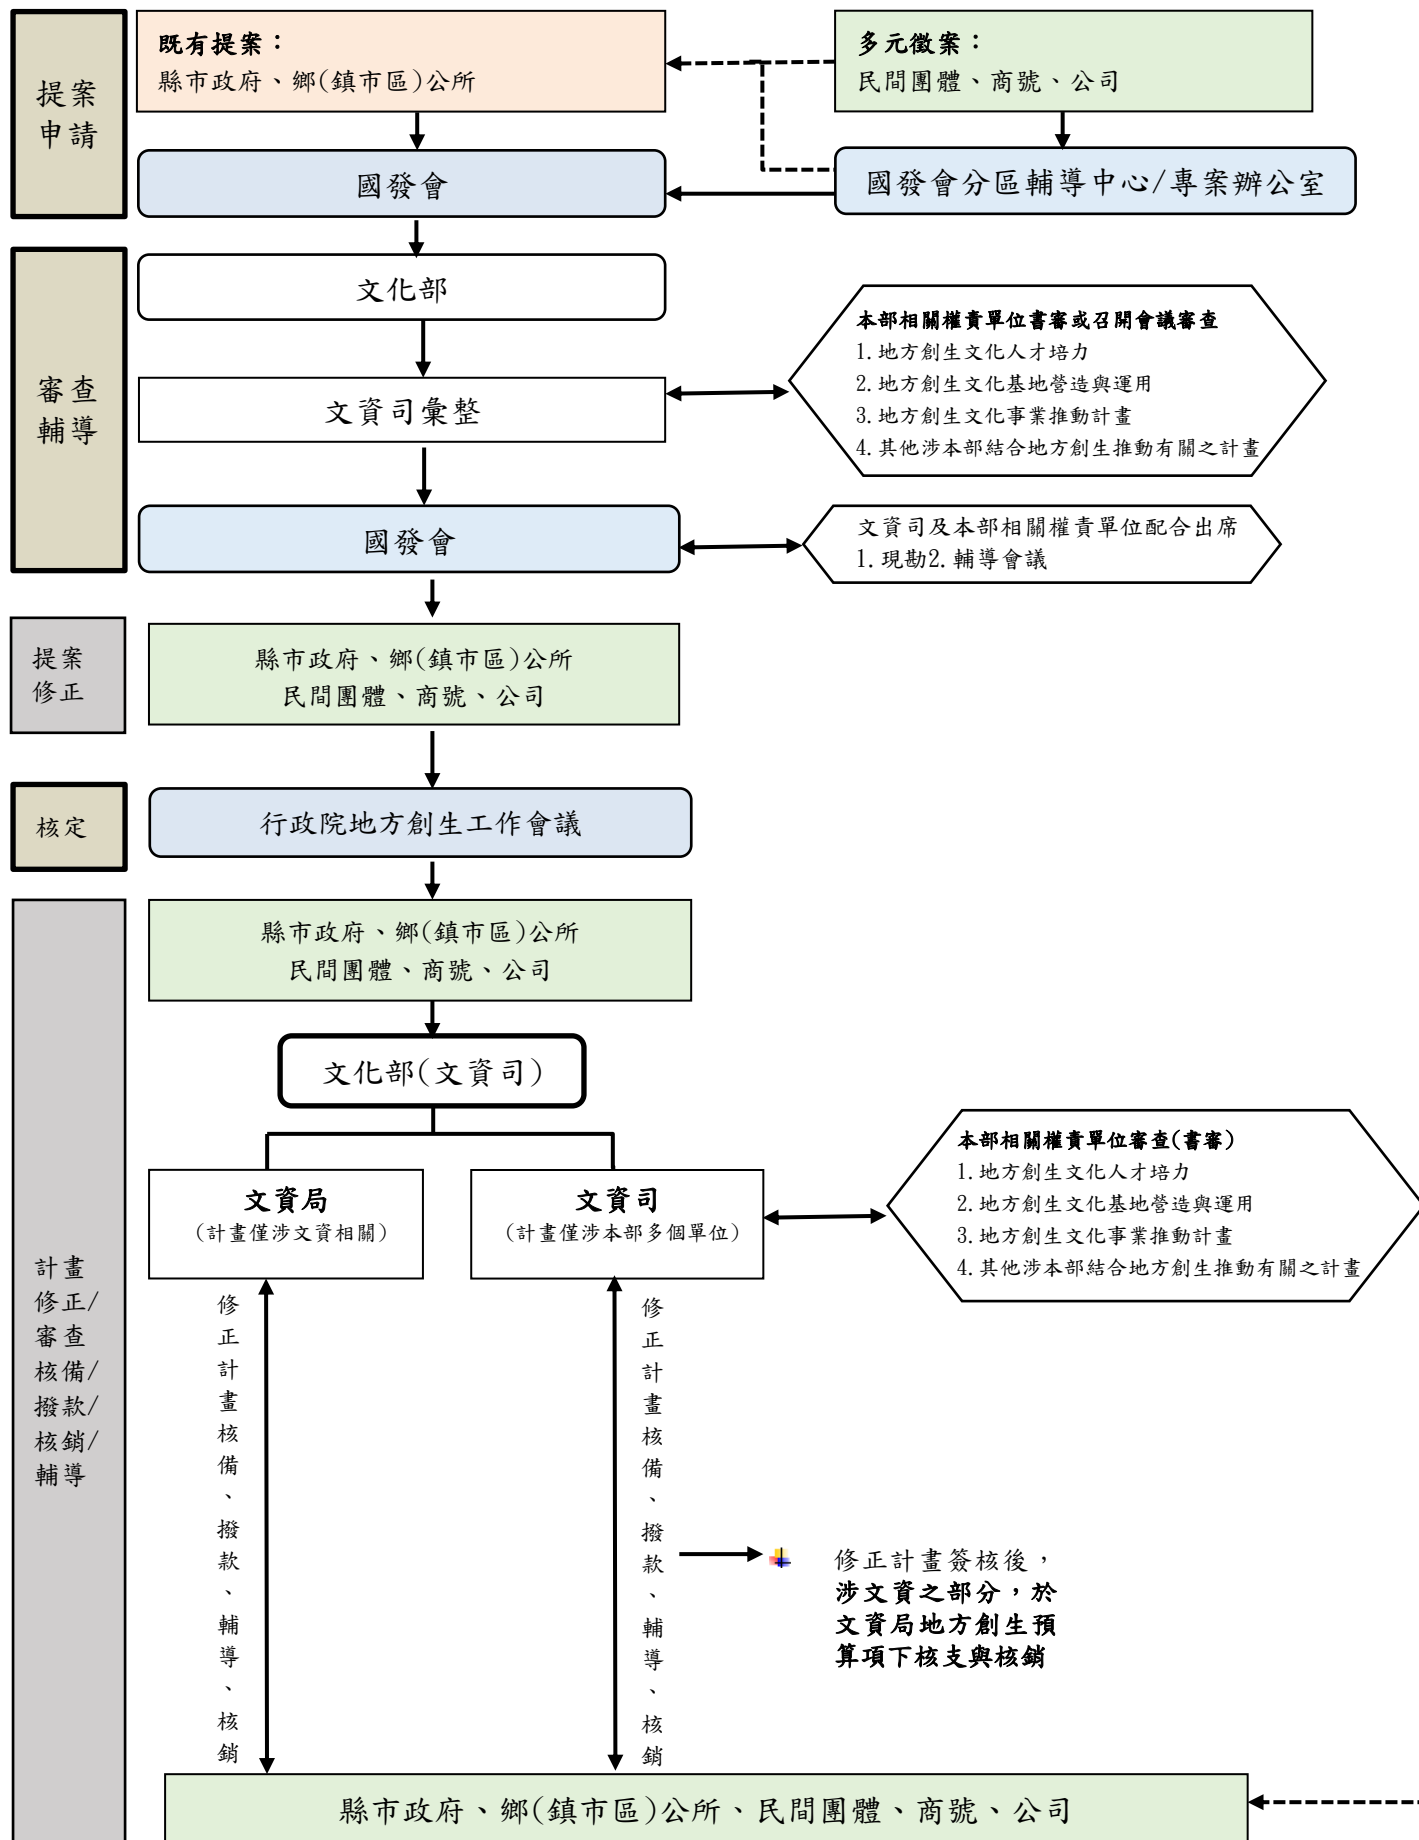 提案
申請
既有提案：
縣市政府、鄉(鎮市區)公所
多元徵案：
民間團體、商號、公司
國發會
國發會分區輔導中心/專案辦公室
審查
輔導
文化部
文資司彙整
本部相關權責單位書審或召開會議審查
1.地方創生文化人才培力
2.地方創生文化基地營造與運用
3.地方創生文化事業推動計畫
4.其他涉本部結合地方創生推動有關之計畫
國發會
文資司及本部相關權責單位配合出席
1.現勘2.輔導會議
提案
修正
縣市政府、鄉(鎮市區)公所
民間團體、商號、公司
核定
行政院地方創生工作會議
縣市政府、鄉(鎮市區)公所
民間團體、商號、公司
文化部(文資司)
文資局
(計畫僅涉文資相關)
文資司
(計畫僅涉本部多個單位)
本部相關權責單位審查(書審)
1.地方創生文化人才培力
2.地方創生文化基地營造與運用
3.地方創生文化事業推動計畫
4.其他涉本部結合地方創生推動有關之計畫
計畫
修正/
審查
核備/
撥款/
核銷/
輔導
修正計畫核備、撥款、輔導、核銷
修正計畫核備、撥款、輔導、核銷
修正計畫簽核後，
涉文資之部分，於
文資局地方創生預
算項下核支與核銷
縣市政府、鄉(鎮市區)公所、民間團體、商號、公司